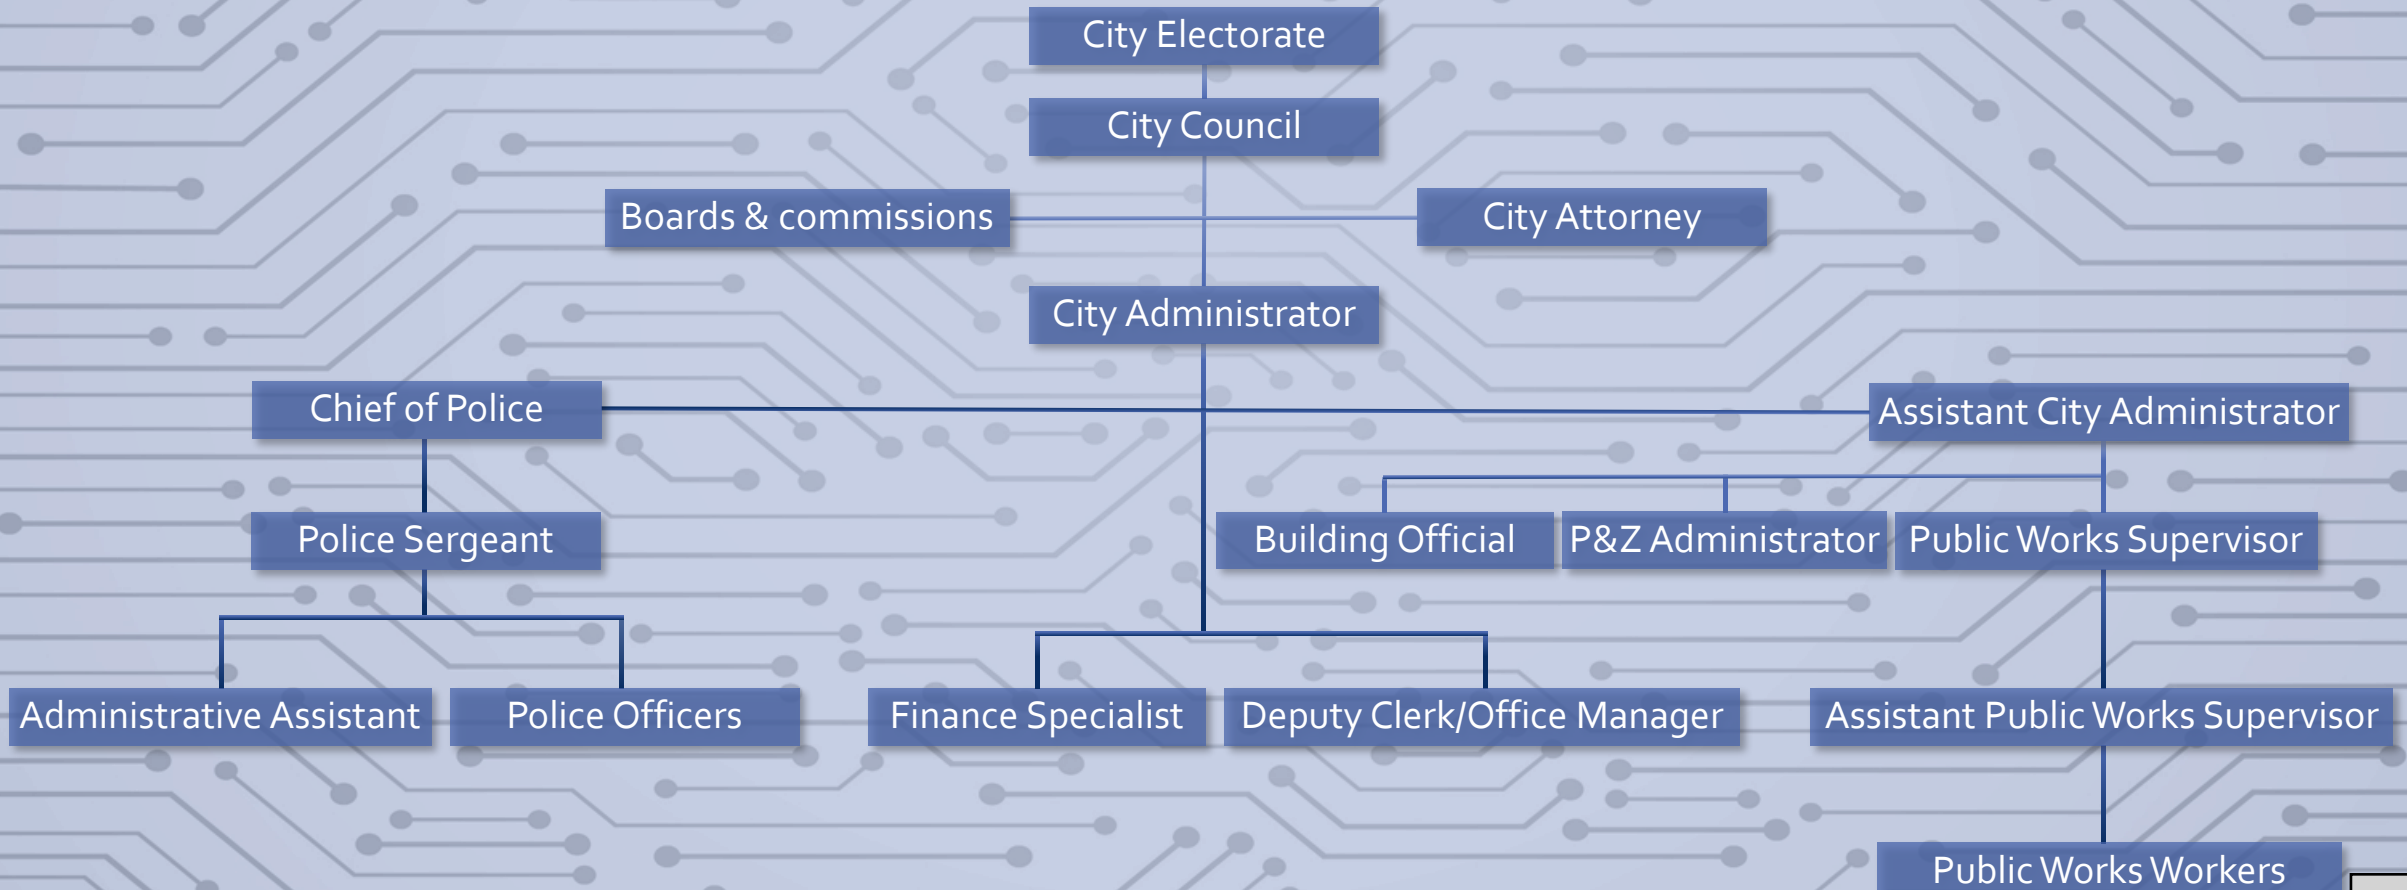 City Electorate
City Council
Boards & commissions
City Attorney
City Administrator
Chief of Police
Assistant City Administrator
Police Sergeant
Building Official
P&Z Administrator
Public Works Supervisor
Administrative Assistant
Police Officers
Finance Specialist
Deputy Clerk/Office Manager
Assistant Public Works Supervisor
Public Works Workers